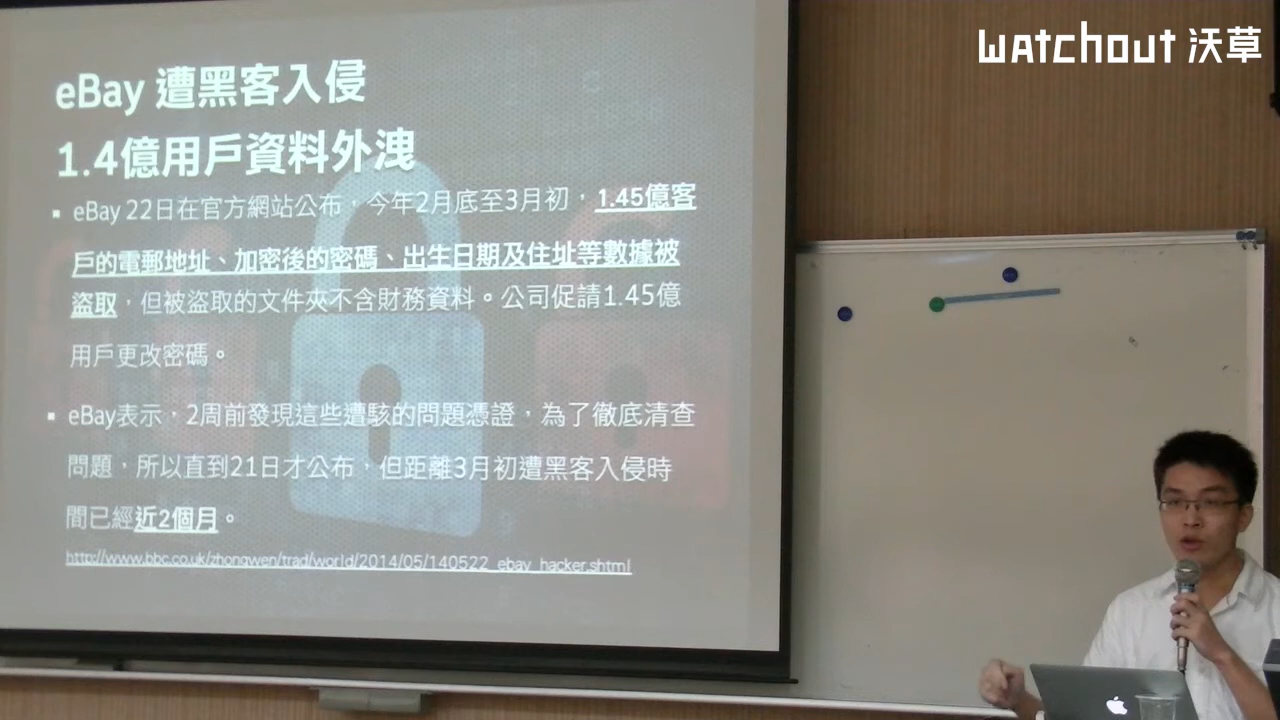 watchout 沃草
eBay 遭黑客入侵
1.4億用戶資料外洩
▪ eBay 22日在官方網站公布，今年2月底至3月初，1.45億客
戶的電郵地址、加密後的密碼、出生日期及住址等數據被
盜取，但被盜取的文件夾不含財務資料。公司促請1.45億
用戶更改密碼。
▪ eBay表示，2周前發現這些遭駭的問題憑證，為了徹底清查
問題，所以直到21日才公布，但距離3月初遭黑客入侵時
間已經近2個月。
http://www.bbc.co.uk/zhongwen/trad/world/2014/05/140522_ebay_hacker.shtml